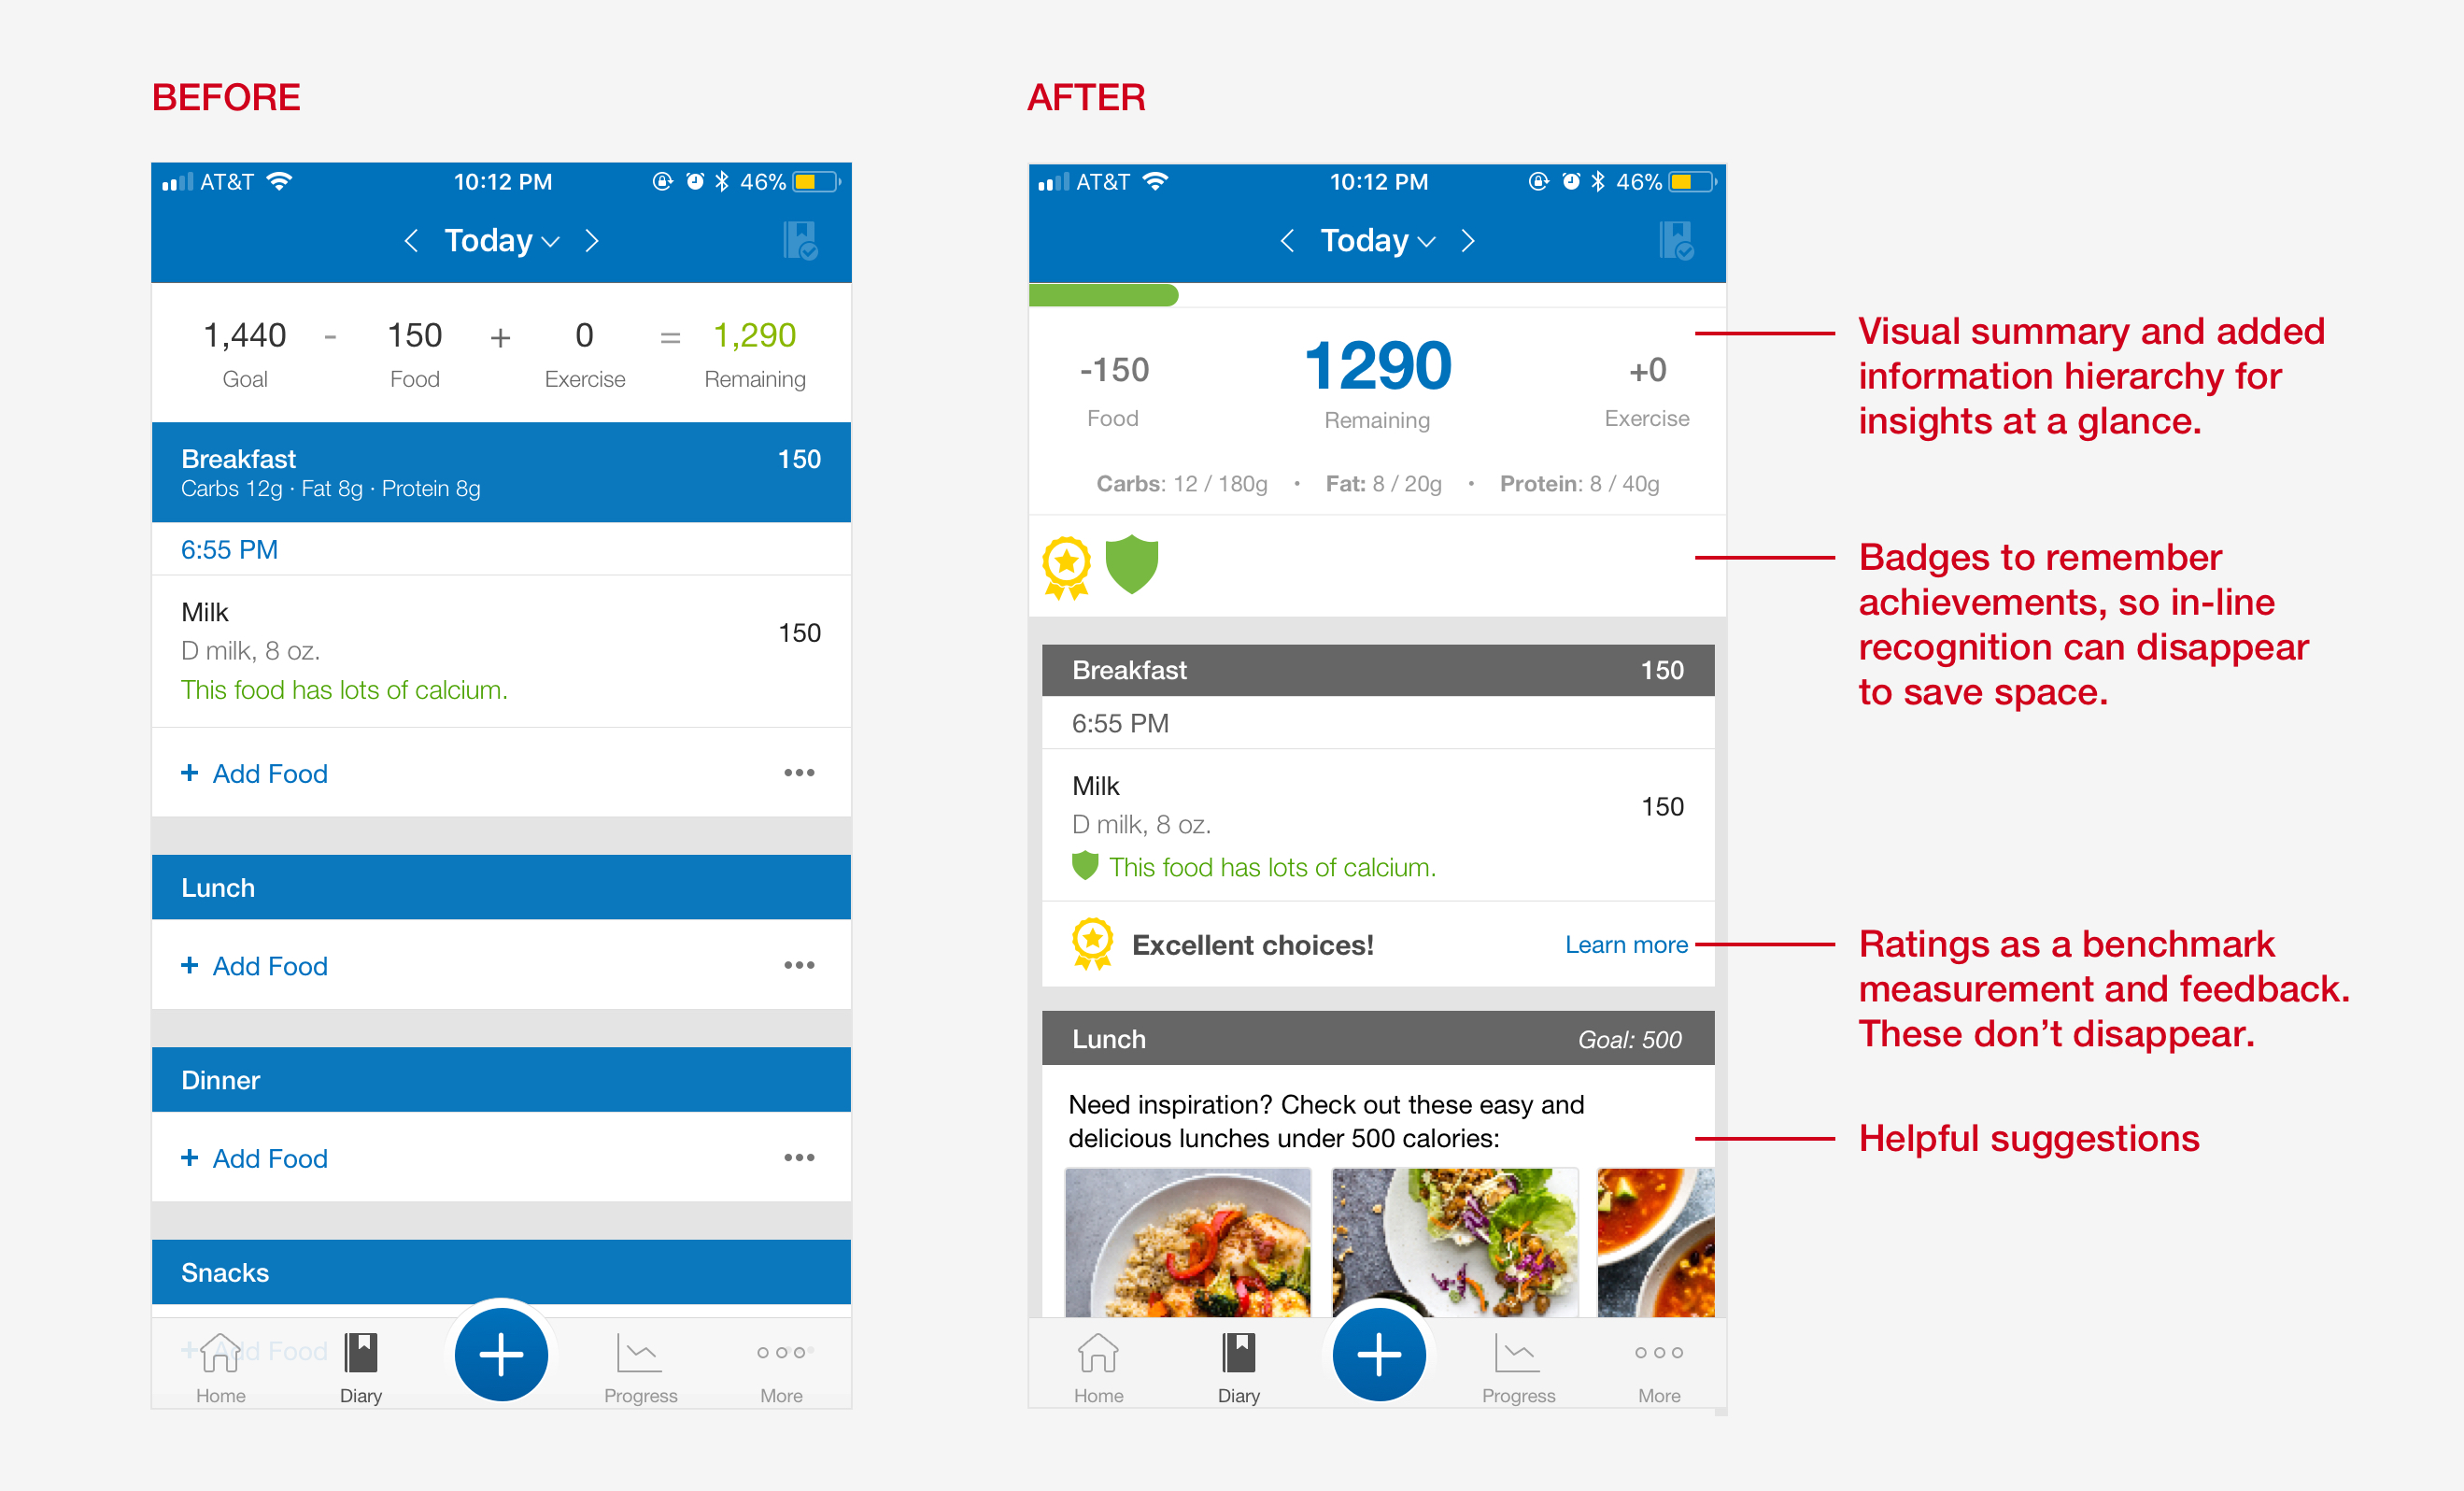 BEFORE
AT&T 10:12 PM 46%
Today
1,440 - 150 + 0 = 1,290
Goal Food Exercise Remaining
Breakfast 150
Carbs 12g · Fat 8g · Protein 8g
6:55 PM
Milk
150
D milk, 8 oz.
This food has lots of calcium.
+ Add Food
Lunch
+ Add Food
Dinner
+ Add Food
Snacks
+ Add Food
Home Diary Progress More
AFTER
AT&T 10:12 PM 46%
Today
-150 1290 +0
Food Remaining Exercise
Carbs: 12 / 180g • Fat: 8 / 20g • Protein: 8 / 40g
Breakfast 150
6:55 PM
Milk
150
D milk, 8 oz.
This food has lots of calcium.
Excellent choices! Learn more
Lunch Goal: 500
Need inspiration? Check out these easy and
delicious lunches under 500 calories:
Home Diary Progress More
Visual summary and added
information hierarchy for
insights at a glance.
Badges to remember
achievements, so in-line
recognition can disappear
to save space.
Ratings as a benchmark
measurement and feedback.
These don’t disappear.
Helpful suggestions